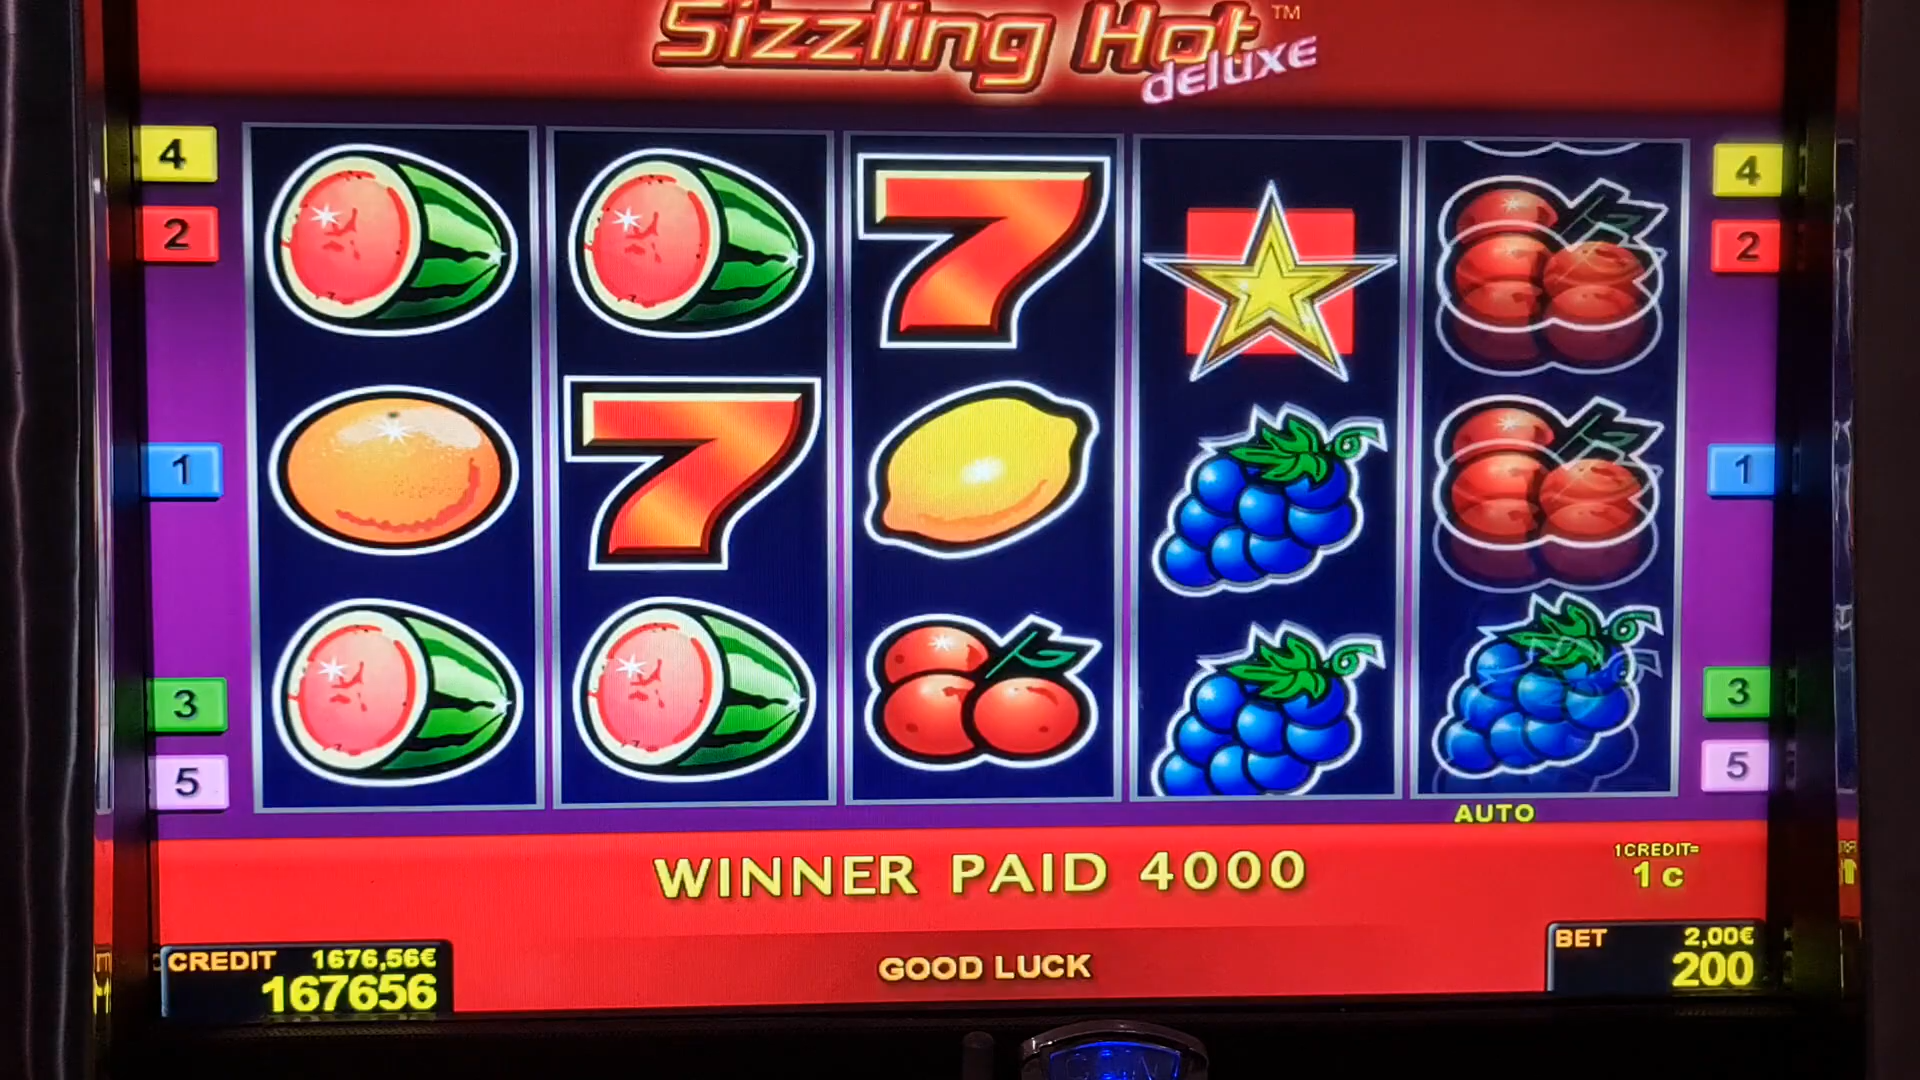 Sizzling Hot™
deluxe
4
4
2
2
1
1
3
3
5
5
AUTO
WINNER PAID 4000
1CREDIT=
1 c
CREDIT 1676,56€
167656
GOOD LUCK
BET 2,00€
200